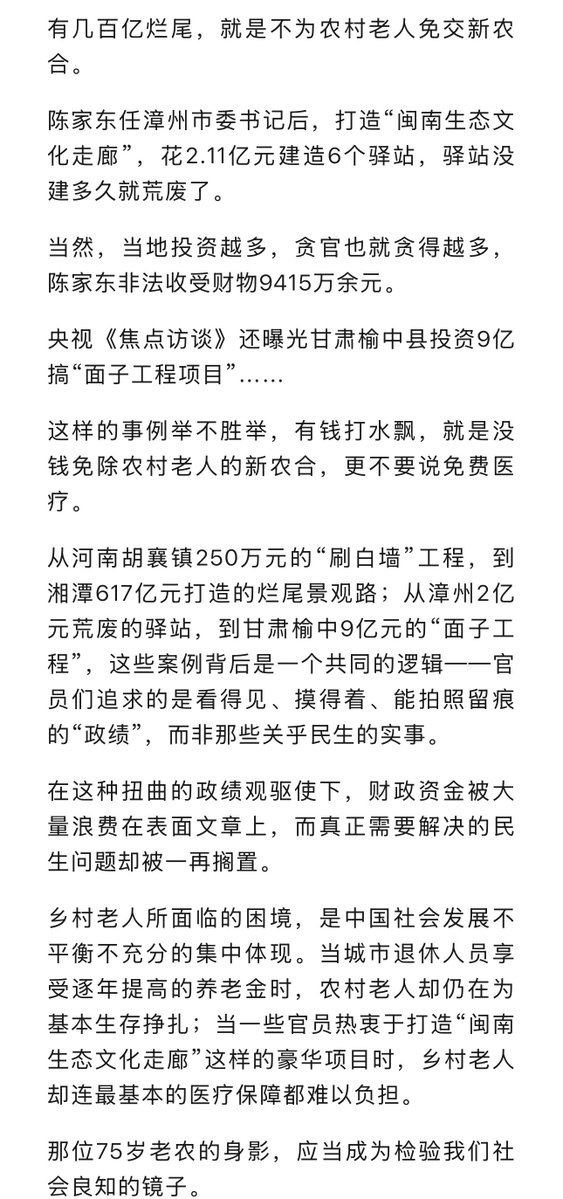 有几百亿烂尾，就是不为农村老人免交新农
合。
陈家东任漳州市委书记后，打造“闽南生态文
化走廊”，花2.11亿元建造6个驿站，驿站没
建多久就荒废了。
当然，当地投资越多，贪官也就贪得越多，
陈家东非法收受财物9415万余元。
央视《焦点访谈》还曝光甘肃榆中县投资9亿
搞“面子工程项目”……
这样的事例举不胜举，有钱打水飘，就是没
钱免除农村老人的新农合，更不要说免费医
疗。
从河南胡襄镇250万元的“刷白墙”工程，到
湘潭617亿元打造的烂尾景观路；从漳州2亿
元荒废的驿站，到甘肃榆中9亿元的“面子工
程”，这些案例背后是一个共同的逻辑——官
员们追求的是看得见、摸得着、能拍照留痕
的“政绩”，而非那些关乎民生的实事。
在这种扭曲的政绩观驱使下，财政资金被大
量浪费在表面文章上，而真正需要解决的民
生问题却被一再搁置。
乡村老人所面临的困境，是中国社会发展不
平衡不充分的集中体现。当城市退休人员享
受逐年提高的养老金时，农村老人却仍在为
基本生存挣扎；当一些官员热衷于打造“闽南
生态文化走廊”这样的豪华项目时，乡村老人
却连最基本的医疗保障都难以负担。
那位75岁老农的身影，应当成为检验我们社
会良知的镜子。